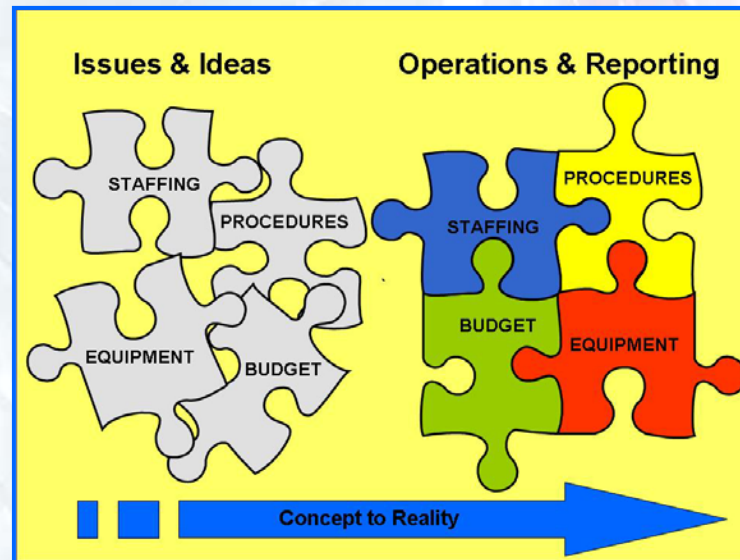 Issues & Ideas
Operations & Reporting
STAFFING
PROCEDURES
EQUIPMENT
BUDGET
STAFFING
PROCEDURES
BUDGET
EQUIPMENT
Concept to Reality